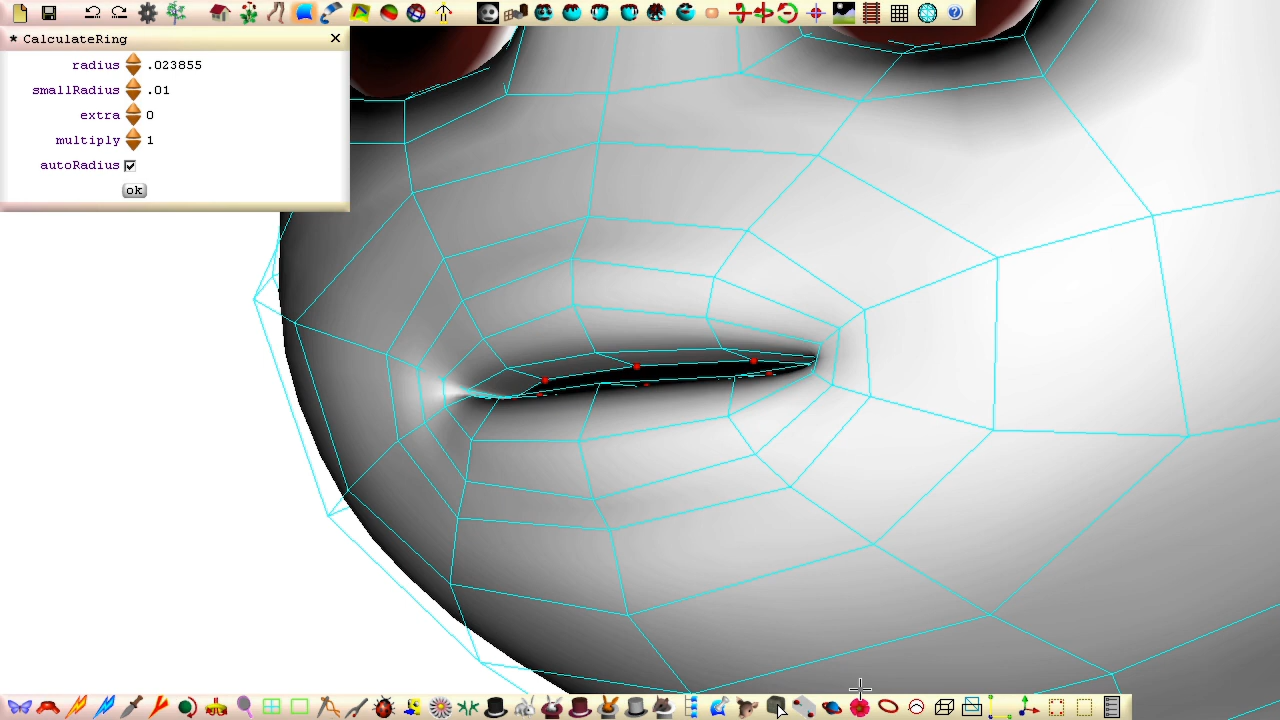 * CalculateRing
radius .023855
smallRadius .01
extra 0
multiply 1
autoRadius
ok